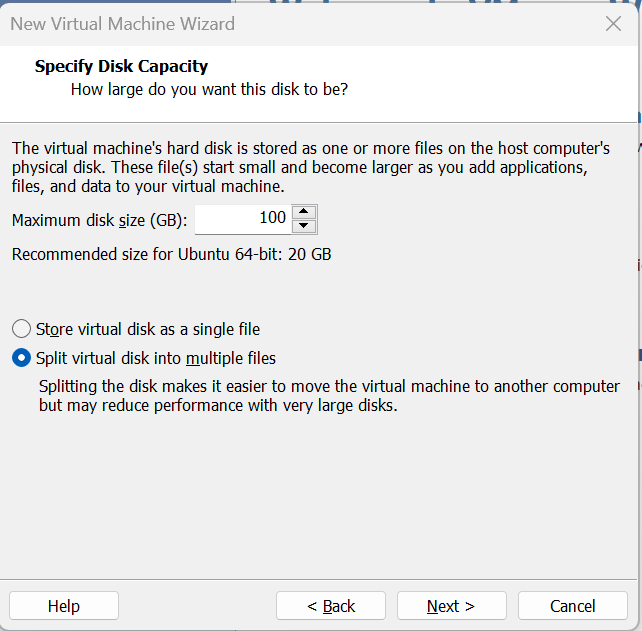 New Virtual Machine Wizard
Specify Disk Capacity
How large do you want this disk to be?
The virtual machine's hard disk is stored as one or more files on the host computer's
physical disk. These file(s) start small and become larger as you add applications,
files, and data to your virtual machine.
Maximum disk size (GB): 100
Recommended size for Ubuntu 64-bit: 20 GB
Store virtual disk as a single file
Split virtual disk into multiple files
Splitting the disk makes it easier to move the virtual machine to another computer
but may reduce performance with very large disks.
Help < Back Next > Cancel